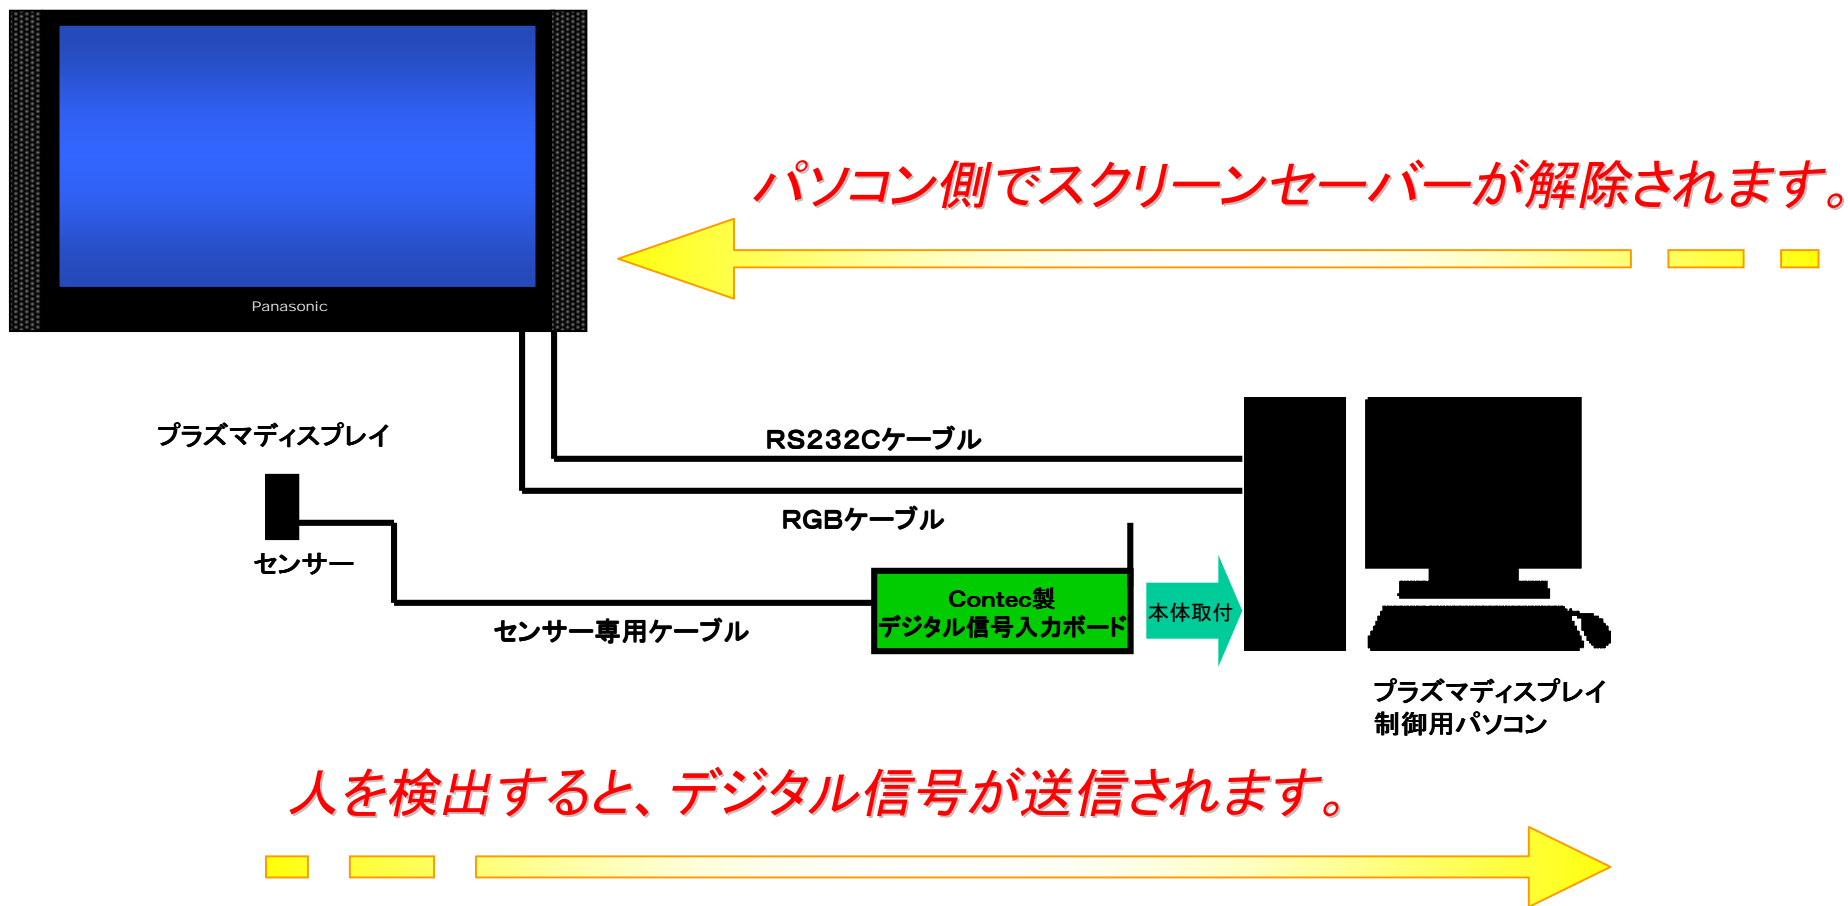 パソコン側でスクリーンセーバーが解除されます。
Panasonic
プラズマディスプレイ
RS232Cケーブル
RGBケーブル
センサー
Contec製
デジタル信号入力ボード
本体取付
センサー専用ケーブル
プラズマディスプレイ
制御用パソコン
人を検出すると、デジタル信号が送信されます。